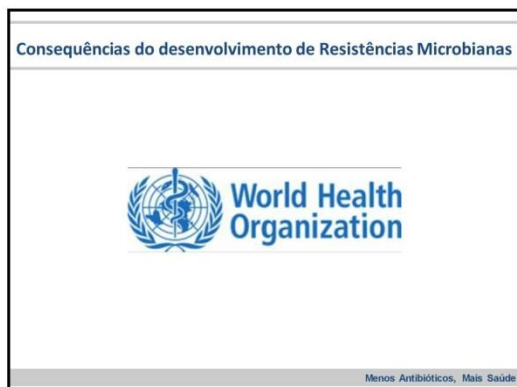 Consequências do desenvolvimento de Resistências Microbianas
World Health
Organization
Menos Antibióticos, Mais Saúde